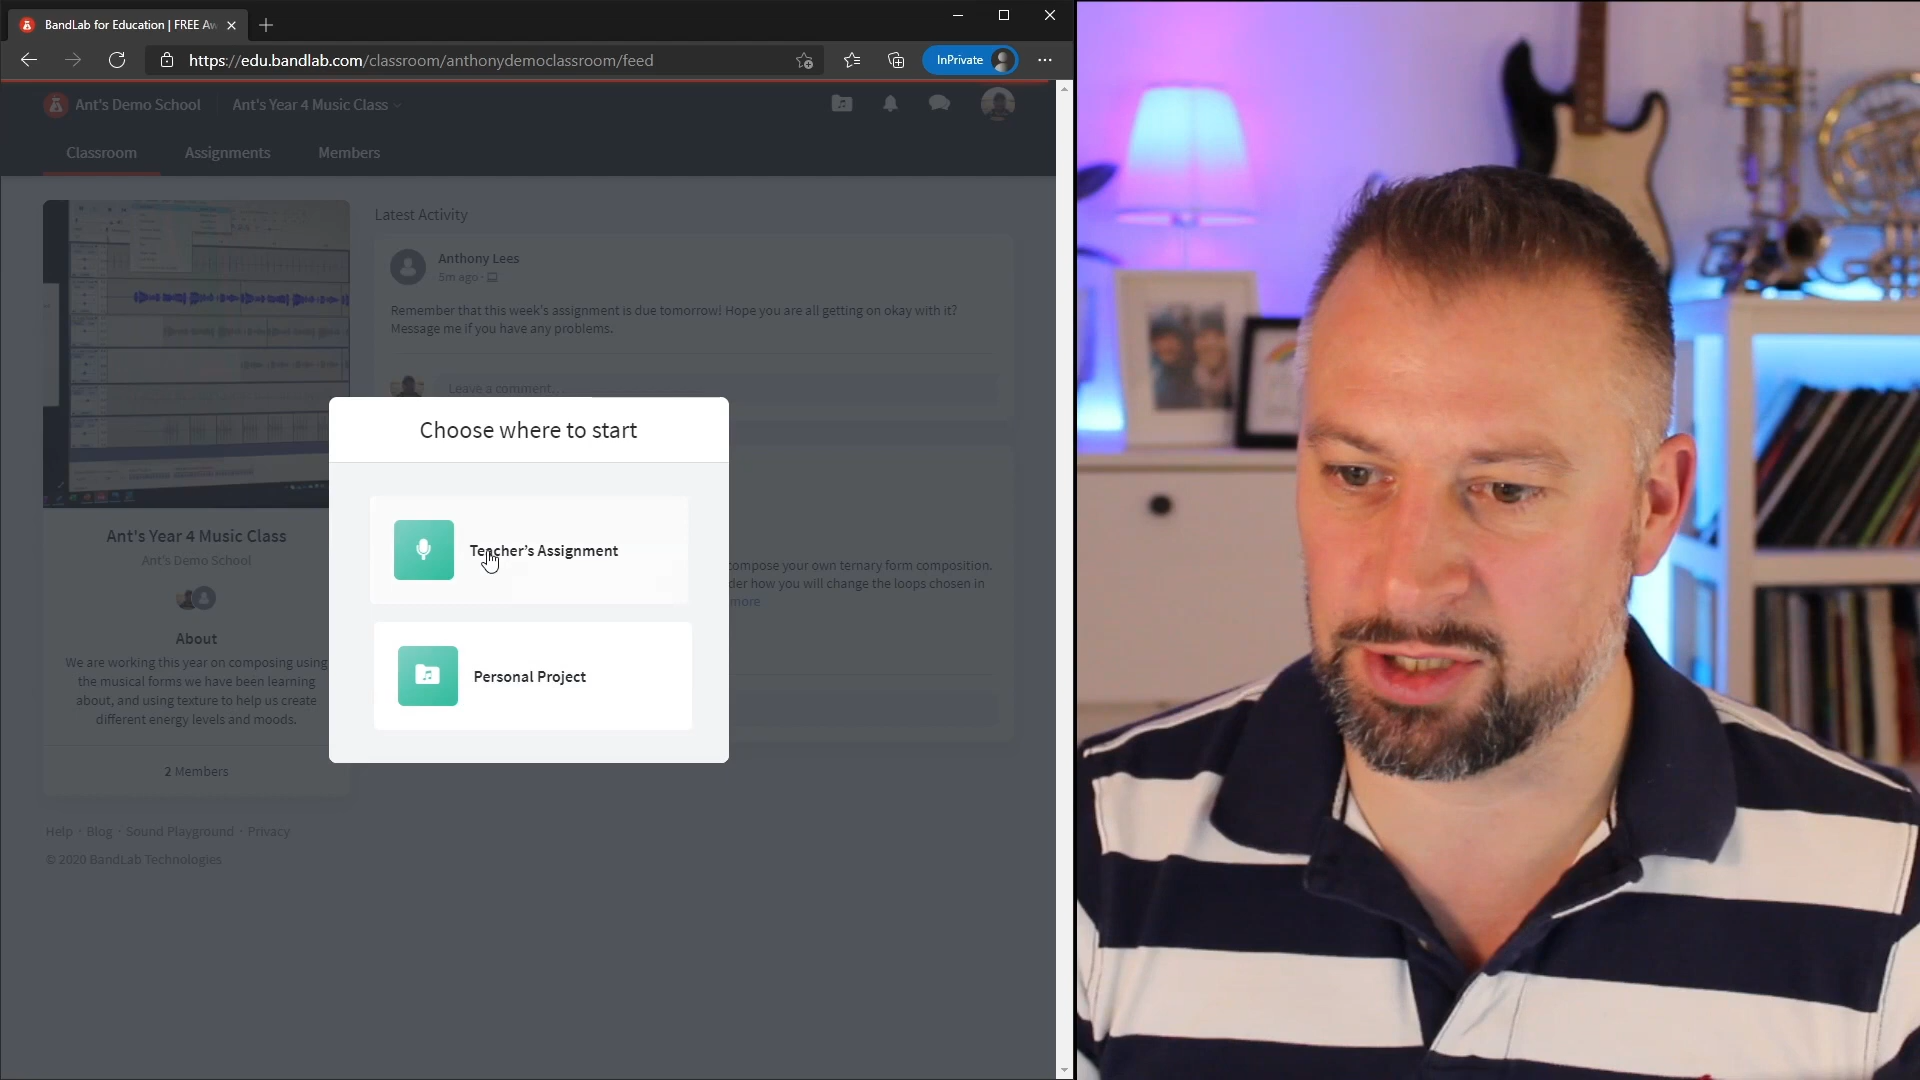 BandLab for Education | FREE Aw
https://edu.bandlab.com/classroom/anthonydemoclassroom/feed
InPrivate
Ant's Demo School
Ant's Year 4 Music Class
Classroom
Assignments
Members
Latest Activity
Anthony Lees
5m ago ·
Remember that this week's assignment is due tomorrow! Hope you are all getting on okay with it?
Message me if you have any problems.
Leave a comment...
Choose where to start
Teacher's Assignment
Personal Project
compose your own ternary form composition.
der how you will change the loops chosen in
more
Ant's Year 4 Music Class
Ant's Demo School
About
We are working this year on composing using
the musical forms we have been learning
about, and using texture to help us create
different energy levels and moods.
2 Members
Help · Blog · Sound Playground · Privacy
© 2020 BandLab Technologies